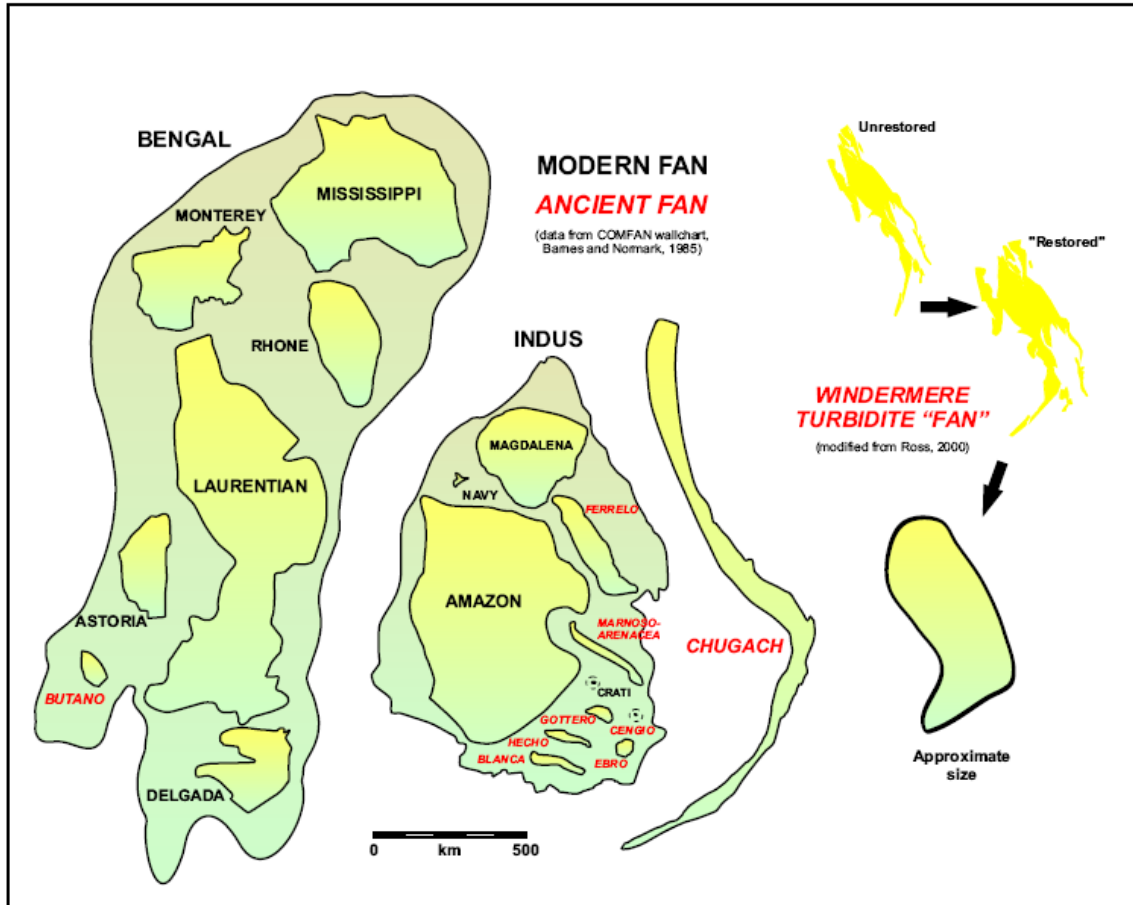 BENGAL
MISSISSIPPI
MONTEREY
RHONE
LAURENTIAN
ASTORIA
BUTANO
DELGADA
MODERN FAN
ANCIENT FAN
(data from COMFAN wallchart,
Barnes and Normark, 1985)
INDUS
MAGDALENA
NAVY
FERRELO
AMAZON
MARNOSO-
ARENACEA
CRATI
GOTTERO
CENGIO
HECHO
BLANCA
EBRO
CHUGACH
0 km 500
Unrestored
"Restored"
WINDERMERE
TURBIDITE “FAN”
(modified from Ross, 2000)
Approximate
size